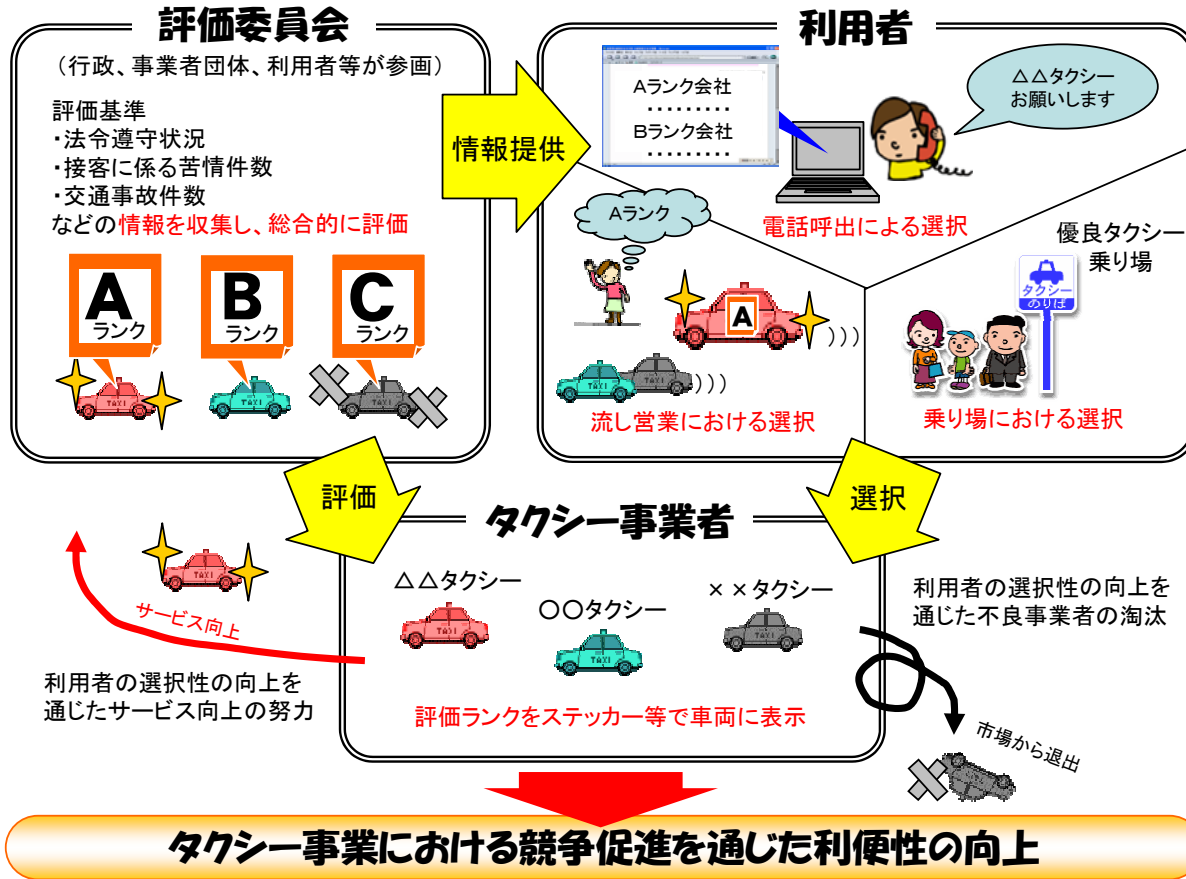 評価委員会
（行政、事業者団体、利用者等が参画）
評価基準
・法令遵守状況
・接客に係る苦情件数
・交通事故件数
などの情報を収集し、総合的に評価
A
ランク
B
ランク
C
ランク
TAXI
TAXI
TAXI
情報提供
利用者
Aランク会社
・・・・・・・・・
Bランク会社
・・・・・・・・・
△△タクシー
お願いします
電話呼出による選択
Aランク
A
TAXI
TAXI
流し営業における選択
優良タクシー
乗り場
タクシー
のりば
乗り場における選択
評価
選択
タクシー事業者
△△タクシー
TAXI
〇〇タクシー
TAXI
××タクシー
TAXI
評価ランクをステッカー等で車両に表示
TAXI
サービス向上
利用者の選択性の向上を
通じたサービス向上の努力
利用者の選択性の向上を
通じた不良事業者の淘汰
市場から退出
タクシー事業における競争促進を通じた利便性の向上